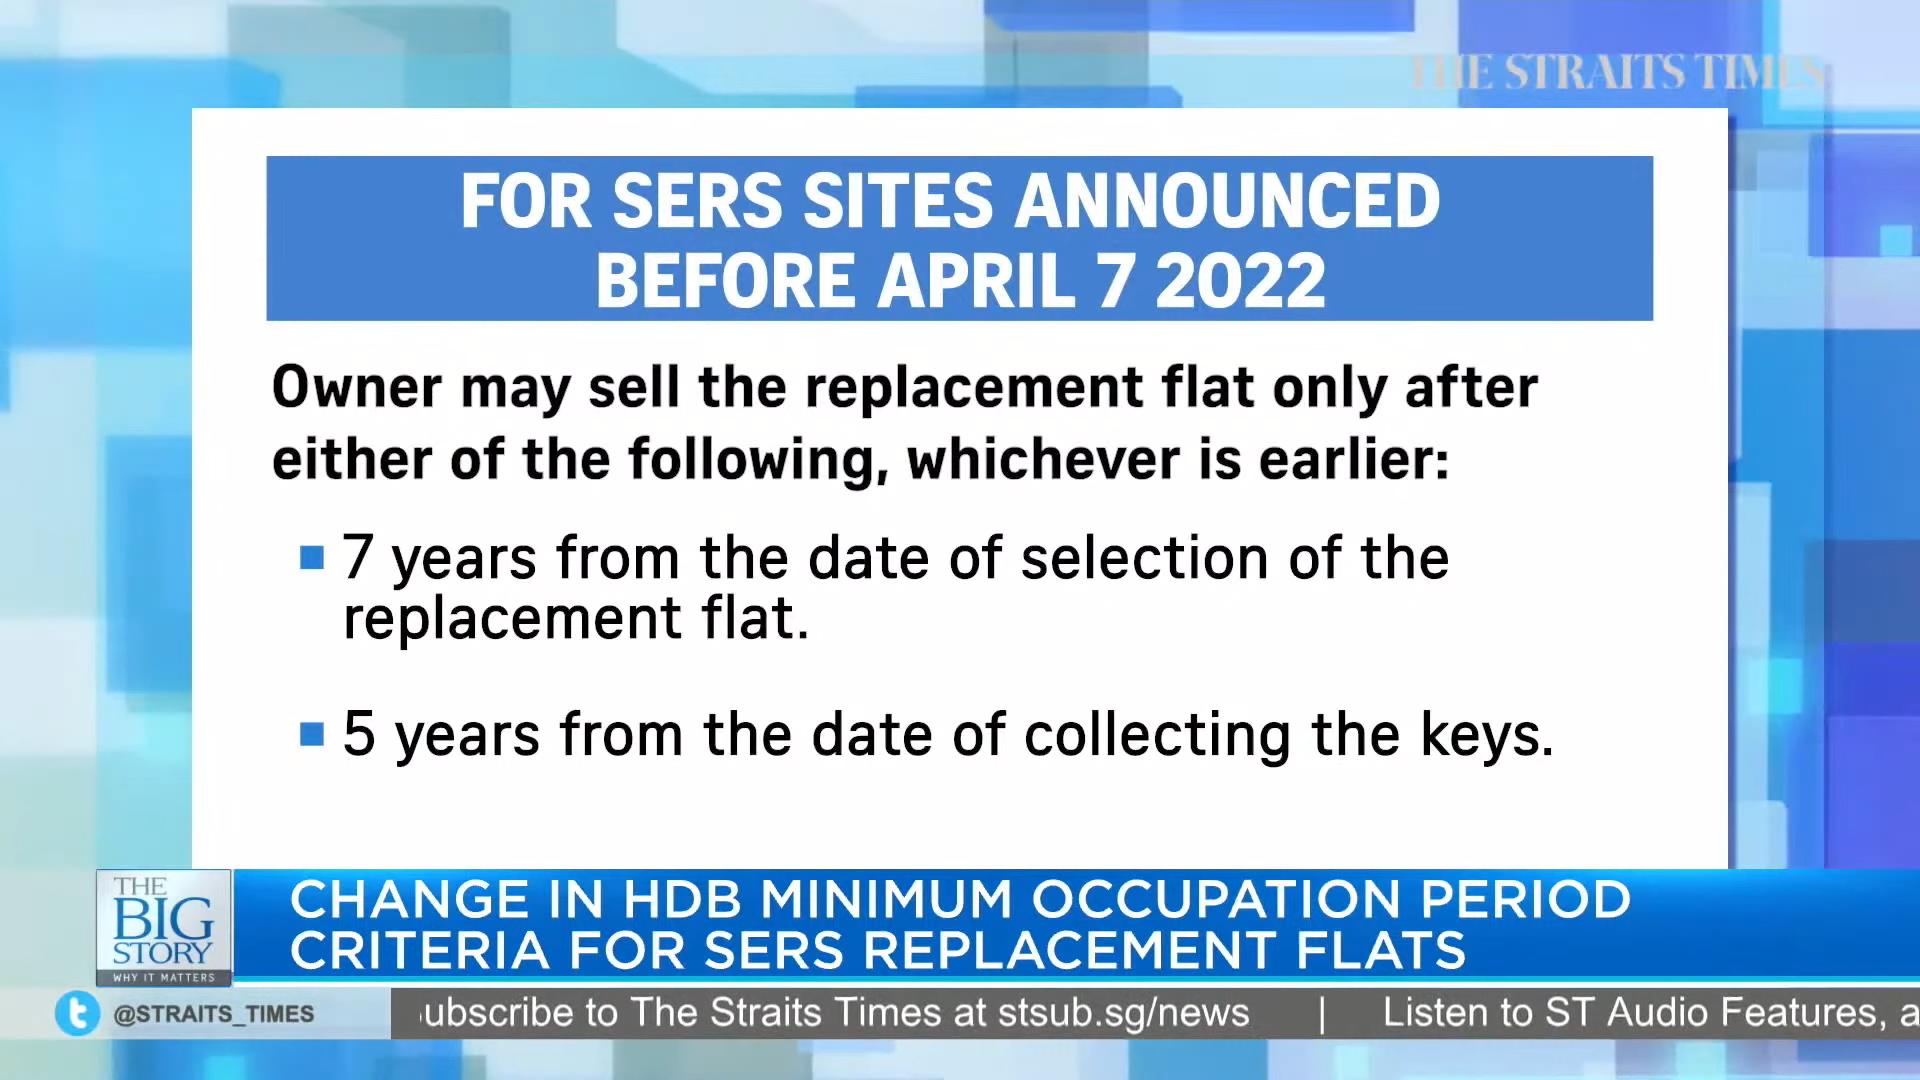 THE STRAITS TIMES
FOR SERS SITES ANNOUNCED
BEFORE APRIL 7 2022
Owner may sell the replacement flat only after
either of the following, whichever is earlier:
7 years from the date of selection of the
replacement flat.
5 years from the date of collecting the keys.
THE
BIG
STORY
WHY IT MATTERS
CHANGE IN HDB MINIMUM OCCUPATION PERIOD
CRITERIA FOR SERS REPLACEMENT FLATS
@STRAITS_TIMES
ubscribe to The Straits Times at stsub.sg/news | Listen to ST Audio Features, a